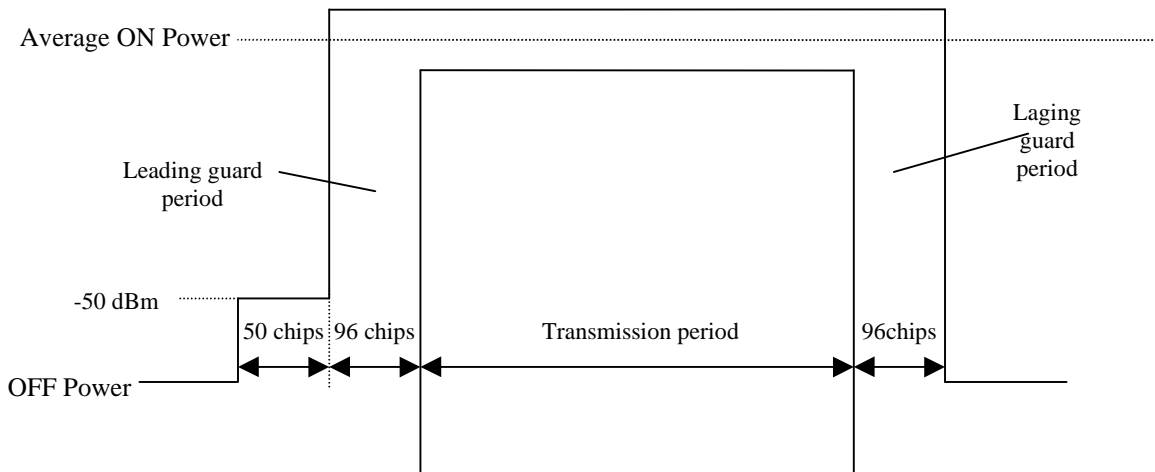 Average ON Power
Laging
guard
period
Leading guard
period
-50 dBm
50 chips
96 chips
Transmission period
96chips
OFF Power